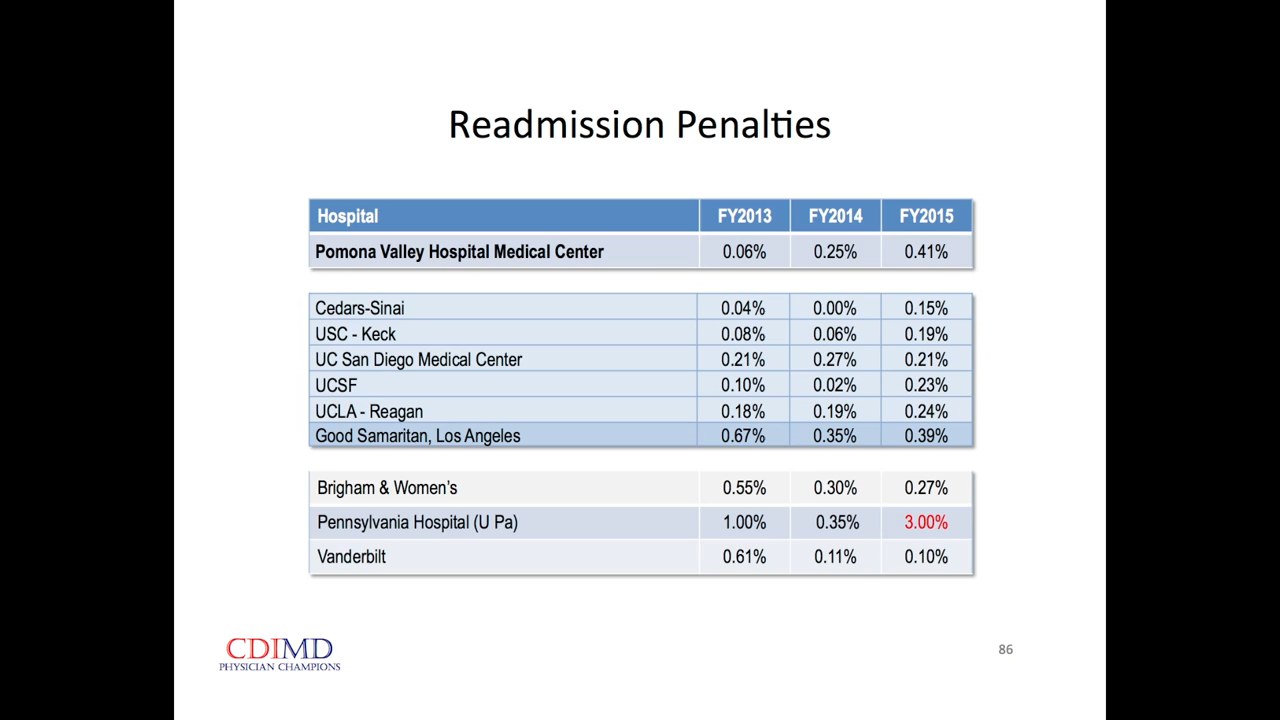 Readmission Penalties
Hospital FY2013 FY2014 FY2015
Pomona Valley Hospital Medical Center 0.06% 0.25% 0.41%
Cedars-Sinai 0.04% 0.00% 0.15%
USC - Keck 0.08% 0.06% 0.19%
UC San Diego Medical Center 0.21% 0.27% 0.21%
UCSF 0.10% 0.02% 0.23%
UCLA - Reagan 0.18% 0.19% 0.24%
Good Samaritan, Los Angeles 0.67% 0.35% 0.39%
Brigham & Women's 0.55% 0.30% 0.27%
Pennsylvania Hospital (U Pa) 1.00% 0.35% 3.00%
Vanderbilt 0.61% 0.11% 0.10%
CDIMD
PHYSICIAN CHAMPIONS
86